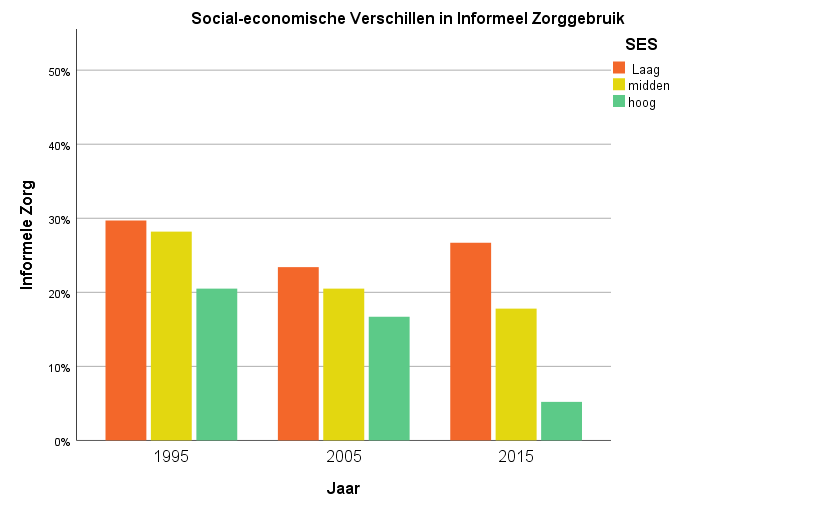 Social-economische Verschillen in Informeel Zorggebruik
SES
Laag
midden
hoog
50%
40%
30%
20%
10%
0%
Informele Zorg
1995
2005
2015
Jaar